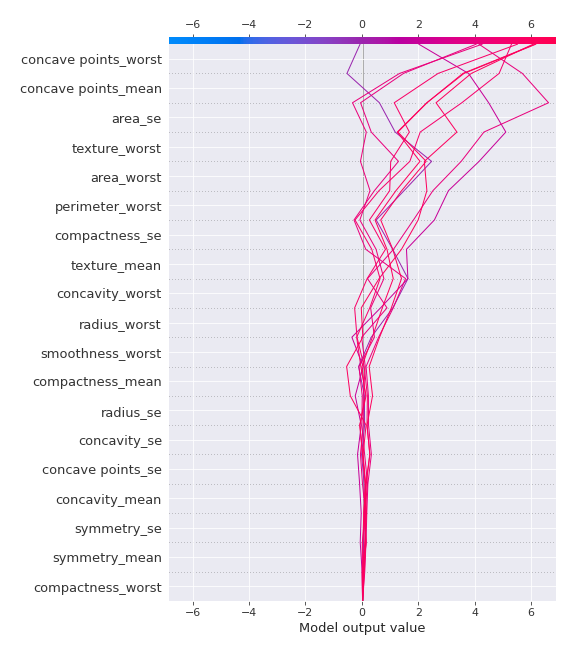 −6 −4 −2 0 2 4 6
concave points_worst
concave points_mean
area_se
texture_worst
area_worst
perimeter_worst
compactness_se
texture_mean
concavity_worst
radius_worst
smoothness_worst
compactness_mean
radius_se
concavity_se
concave points_se
concavity_mean
symmetry_se
symmetry_mean
compactness_worst
−6 −4 −2 0 2 4 6
Model output value